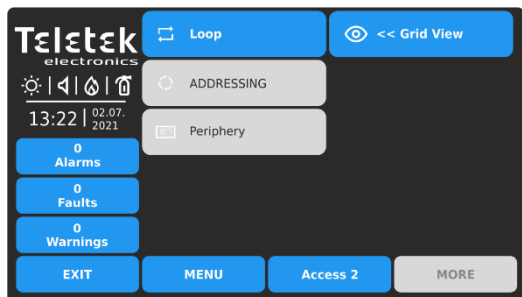 Teletek
electronics
13:22
02.07.
2021
0
Alarms
0
Faults
0
Warnings
EXIT
Loop
<< Grid View
ADDRESSING
Periphery
MENU
Access 2
MORE